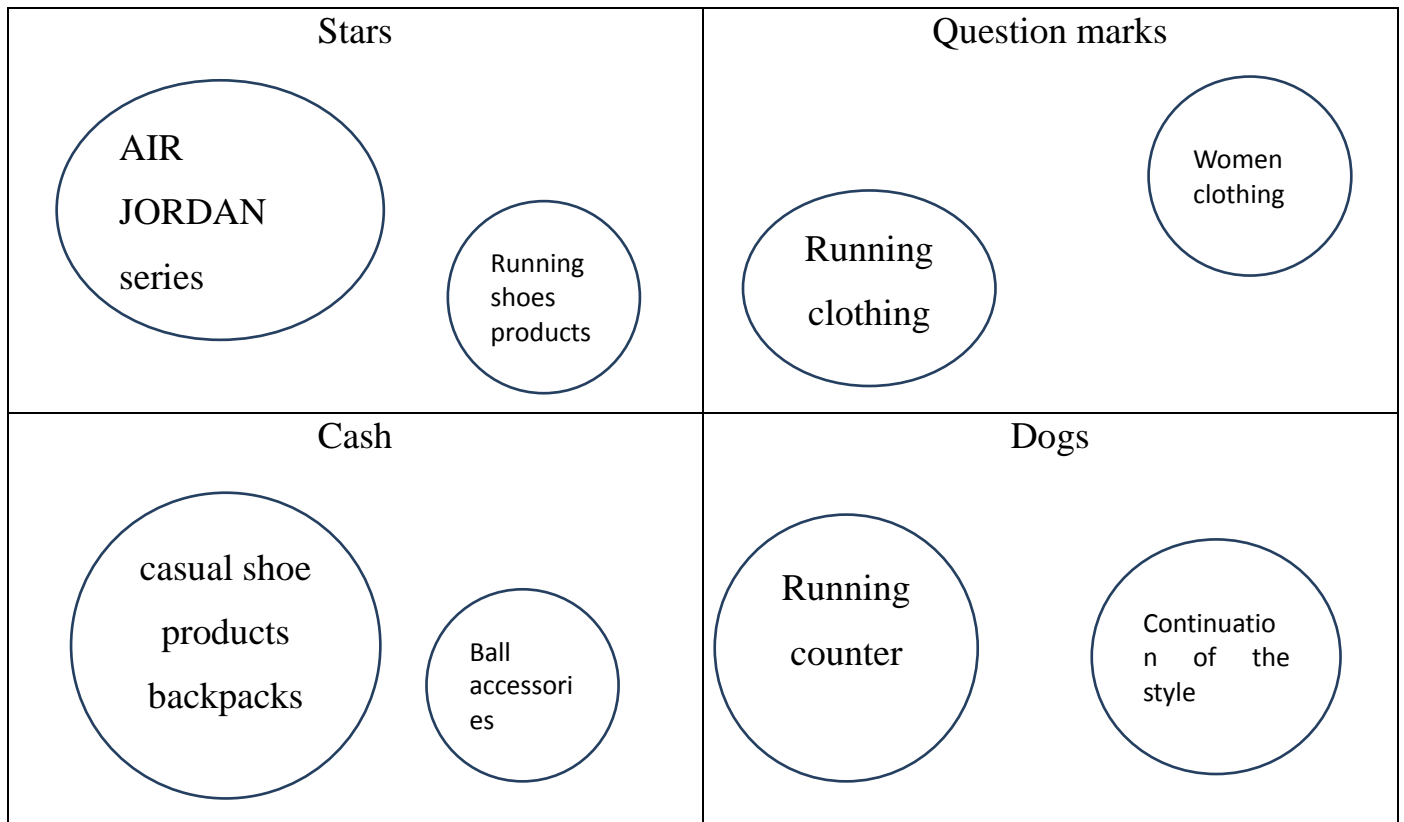 Stars
AIR
JORDAN
series
Running
shoes
products
Question marks
Women
clothing
Running
clothing
Cash
casual shoe
products
backpacks
Ball
accessori
es
Dogs
Running
counter
Continuatio
n of the
style